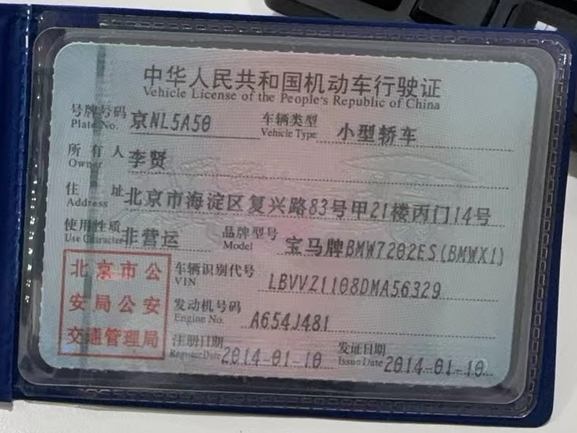 中华人民共和国机动车行驶证
Vehicle License of the People's Republic of China
号牌号码 京NL5A50 车辆类型 小型轿车
Plate No. Vehicle Type
所有人 李贤
Owner
住址 北京市海淀区复兴路83号甲21楼丙门14号
Address
使用性质 非营运 品牌型号 宝马牌BMW7202ES(BMWX1)
Use Character Model
北京市公
安局公安
交通管理局
车辆识别代号 LBVVZ1108DMA56329
VIN
发动机号码 A654J481
Engine No.
注册日期 2014-01-10 发证日期 2014-01-10
Register Date Issue Date